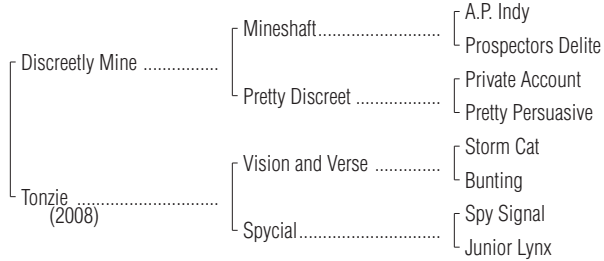 A.P. Indy
Mineshaft
Prospectors Delite
Discreetly Mine
Private Account
Pretty Discreet
Pretty Persuasive
Storm Cat
Vision and Verse
Bunting
Tonzie
(2008)
Spy Signal
Spycial
Junior Lynx